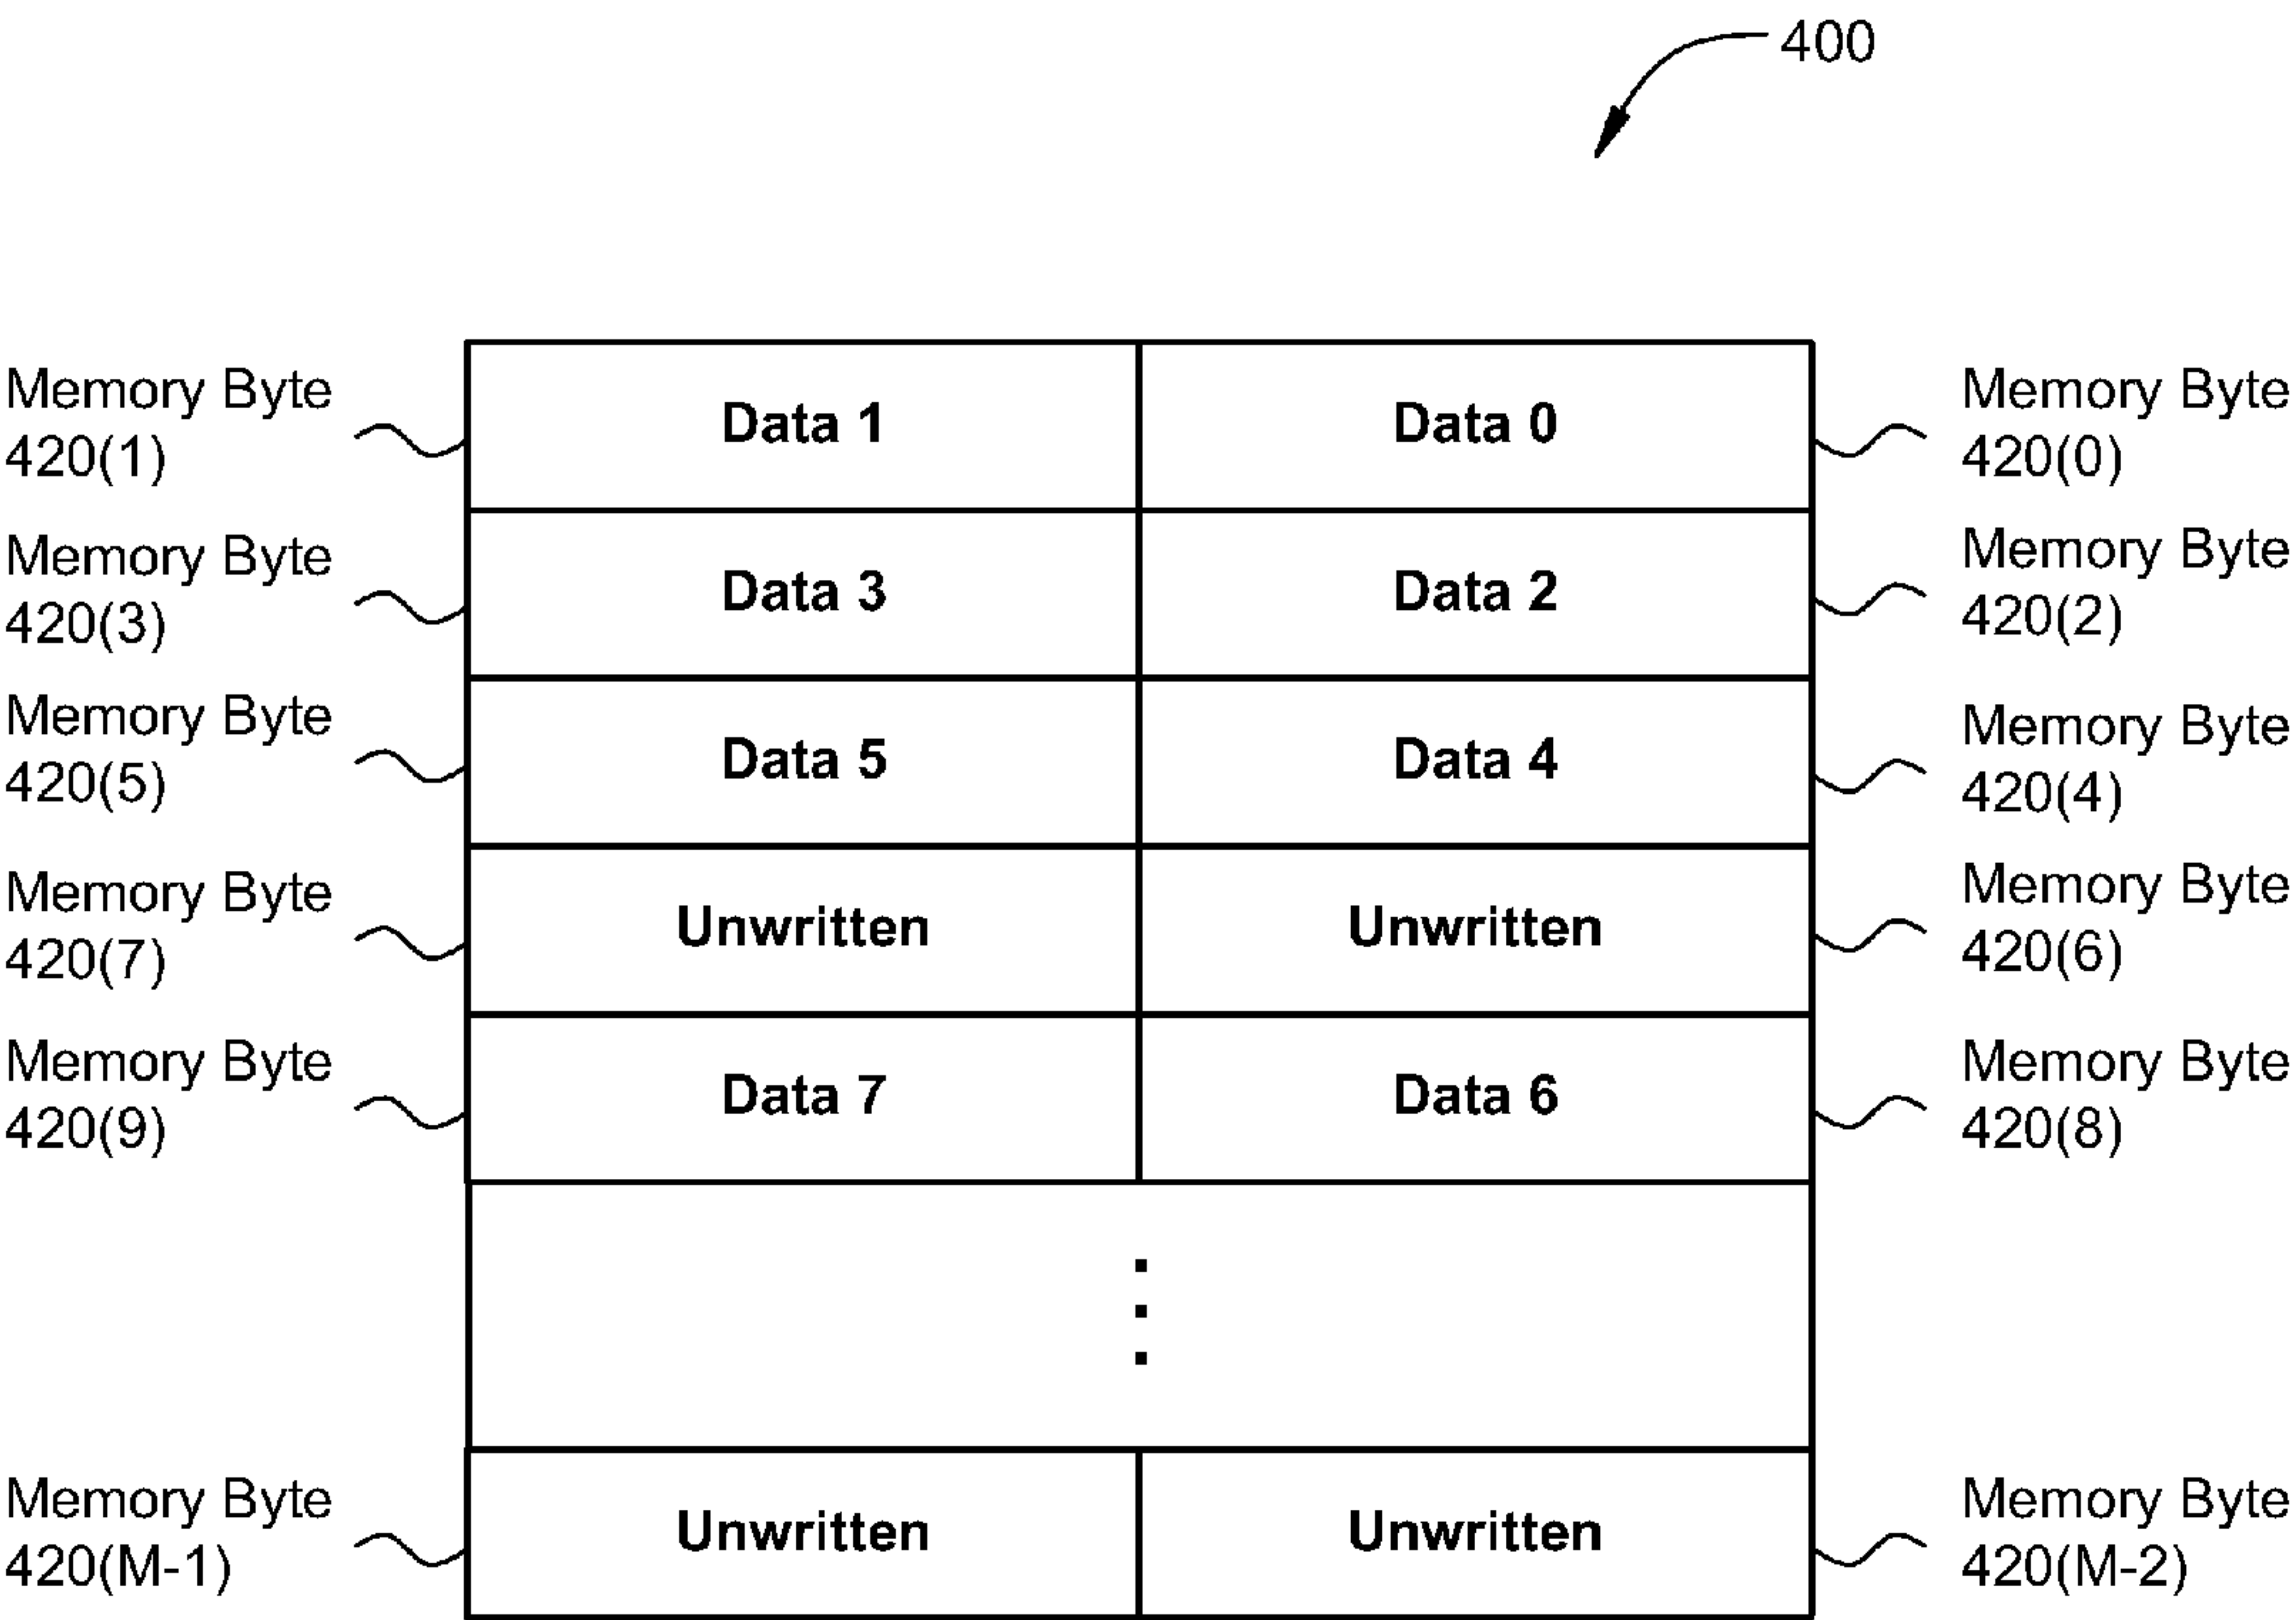 400
Memory Byte
420(1)
Data 1
Data 0
Memory Byte
420(0)
Memory Byte
420(3)
Data 3
Data 2
Memory Byte
420(2)
Memory Byte
420(5)
Data 5
Data 4
Memory Byte
420(4)
Memory Byte
420(7)
Unwritten
Unwritten
Memory Byte
420(6)
Memory Byte
420(9)
Data 7
Data 6
Memory Byte
420(8)
Memory Byte
420(M-1)
Unwritten
Unwritten
Memory Byte
420(M-2)